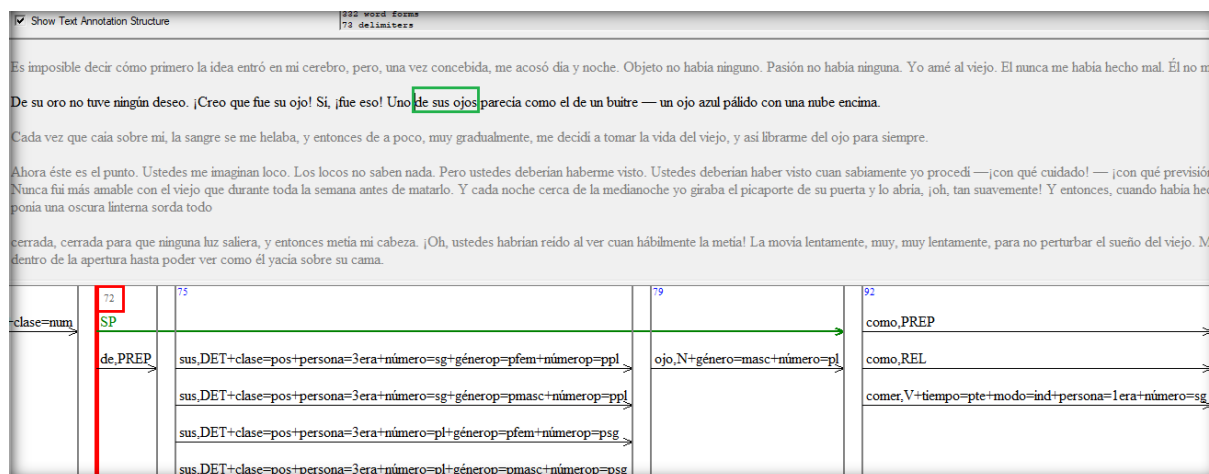 Show Text Annotation Structure
332 word forms
73 delimiters
Es imposible decir cómo primero la idea entró en mi cerebro, pero, una vez concebida, me acosó día y noche. Objeto no había ninguno. Pasión no había ninguna. Yo amé al viejo. El nunca me había hecho mal. Él no m
De su oro no tuve ningún deseo. ¡Creo que fue su ojo! Sí, ¡fue eso! Uno de sus ojos parecía como el de un buitre — un ojo azul pálido con una nube encima.
Cada vez que caía sobre mi, la sangre se me helaba, y entonces de a poco, muy gradualmente, me decidi a tomar la vida del viejo, y asi librarme del ojo para siempre.
Ahora éste es el punto. Ustedes me imaginan loco. Los locos no saben nada. Pero ustedes deberian haberme visto. Ustedes deberían haber visto cuan sabiamente yo procedí —¡con qué cuidado! — ¡con qué previsión
Nunca fui más amable con el viejo que durante toda la semana antes de matarlo. Y cada noche cerca de la medianoche yo giraba el picaporte de su puerta y lo abría, ¡oh, tan suavemente! Y entonces, cuando había hec
ponía una oscura linterna sorda todo
cerrada, cerrada para que ninguna luz saliera, y entonces metía mi cabeza. ¡Oh, ustedes habrían reido al ver cuan hábilmente la metía! La movía lentamente, muy, muy lentamente, para no perturbar el sueño del viejo. M
dentro de la apertura hasta poder ver como él yacía sobre su cama.
72 75 79 92
clase=num SP como,PREP
de,PREP sus,DET+clase=pos+persona=3era+número=sg+génerop=pfem+númerop=ppl ojo,N+género=masc+número=pl como,REL
sus,DET+clase=pos+persona=3era+número=sg+génerop=pmasc+númerop=ppl comer,V+tiempo=pte+modo=ind+persona=1era+número=sg
sus,DET+clase=pos+persona=3era+número=pl+génerop=pfem+númerop=psg
sus,DET+clase=pos+persona=3era+número=pl+génerop=pmasc+númerop=psg